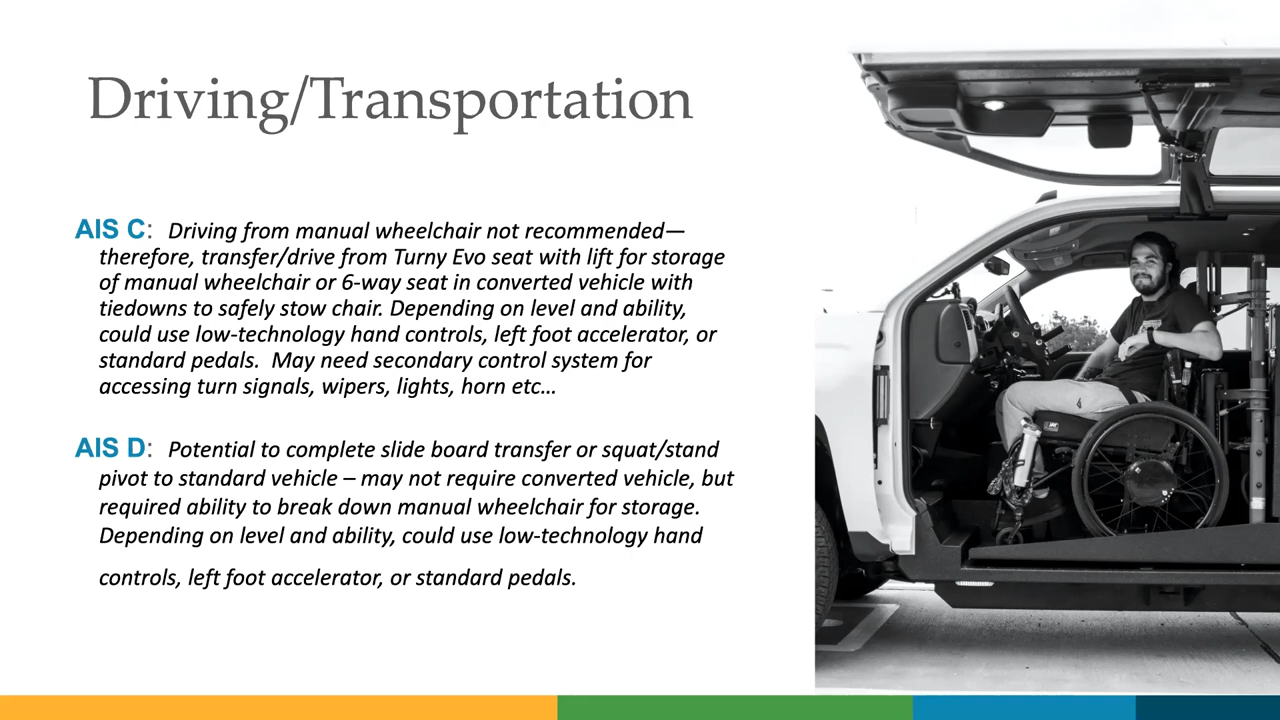 Driving/Transportation
AIS C: Driving from manual wheelchair not recommended—
therefore, transfer/drive from Turny Evo seat with lift for storage
of manual wheelchair or 6-way seat in converted vehicle with
tiedowns to safely stow chair. Depending on level and ability,
could use low-technology hand controls, left foot accelerator, or
standard pedals. May need secondary control system for
accessing turn signals, wipers, lights, horn etc…
AIS D: Potential to complete slide board transfer or squat/stand
pivot to standard vehicle – may not require converted vehicle, but
required ability to break down manual wheelchair for storage.
Depending on level and ability, could use low-technology hand
controls, left foot accelerator, or standard pedals.